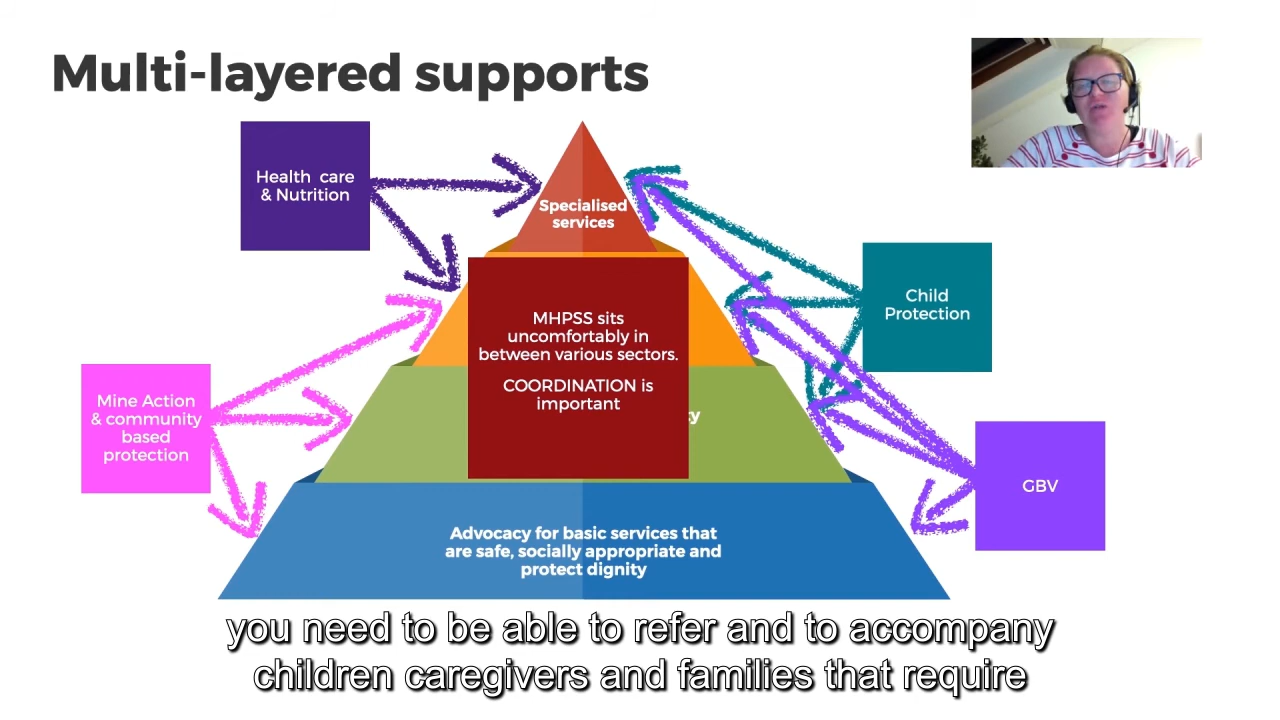 Multi-layered supports
Health care
& Nutrition
Specialised
services
Child
Protection
MHPSS sits
uncomfortably in
between various sectors.
COORDINATION is
important
Mine Action
& community
based
protection
GBV
Advocacy for basic services that
are safe, socially appropriate and
protect dignity
you need to be able to refer and to accompany
children caregivers and families that require